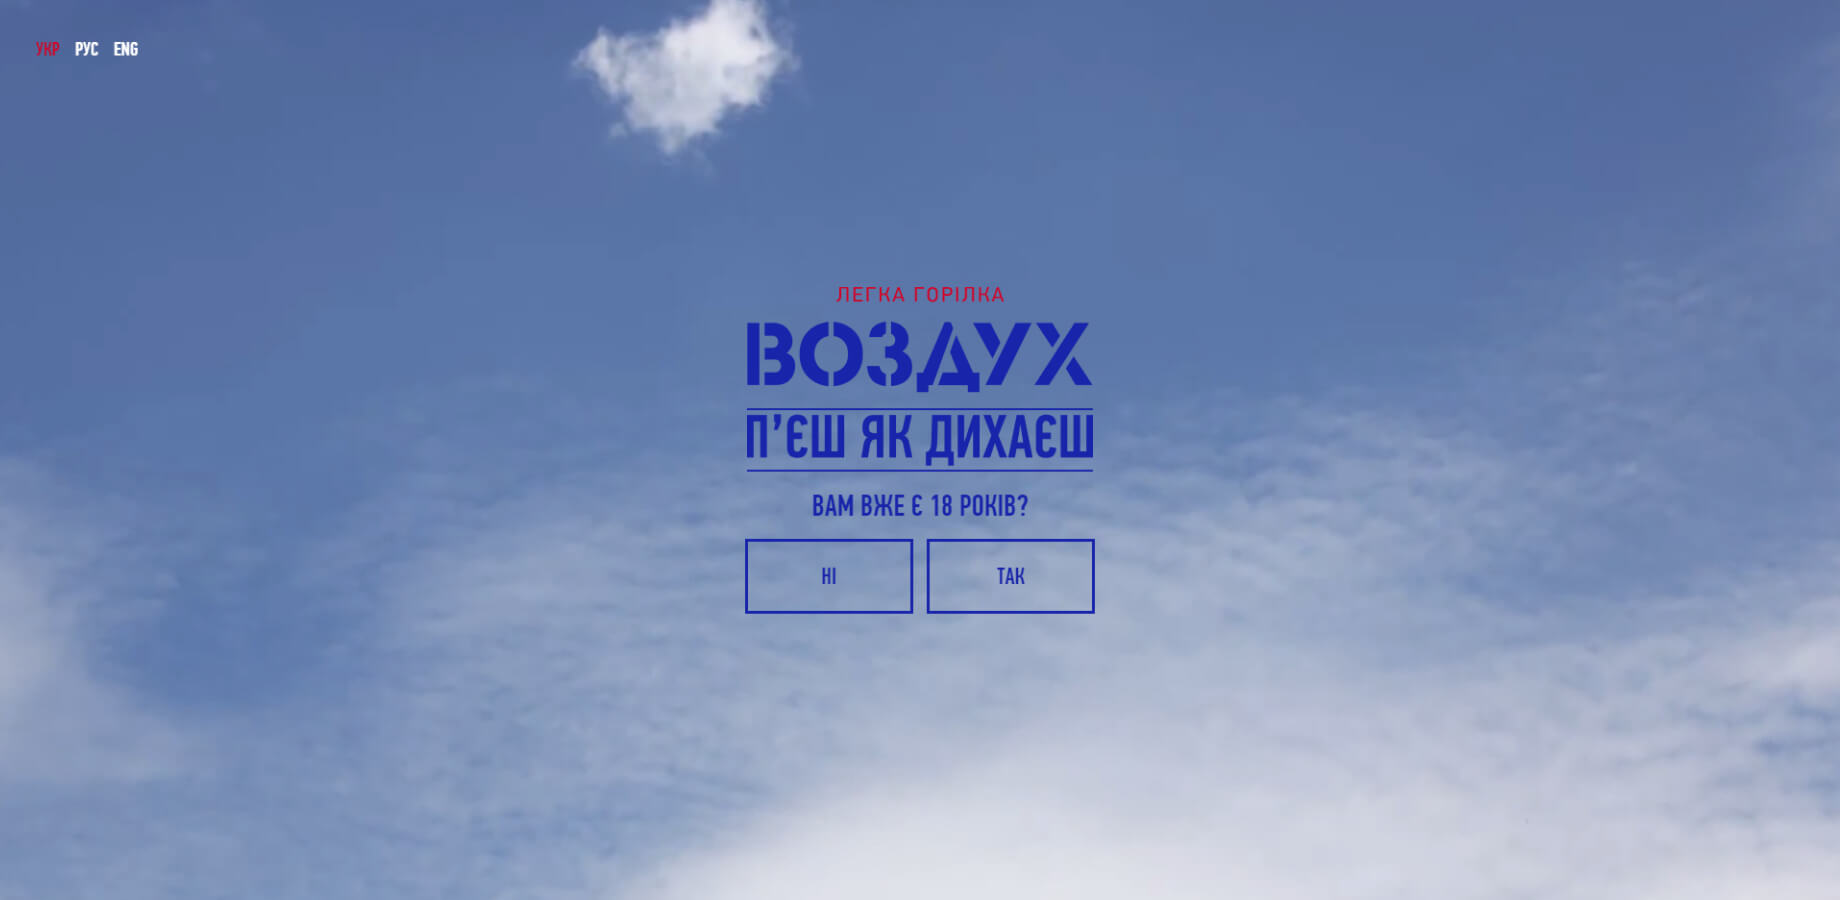 УКР РУС ENG
ЛЕГКА ГОРІЛКА
ВОЗДУХ
П’ЄШ ЯК ДИХАЄШ
ВАМ ВЖЕ Є 18 РОКІВ?
НІ ТАК